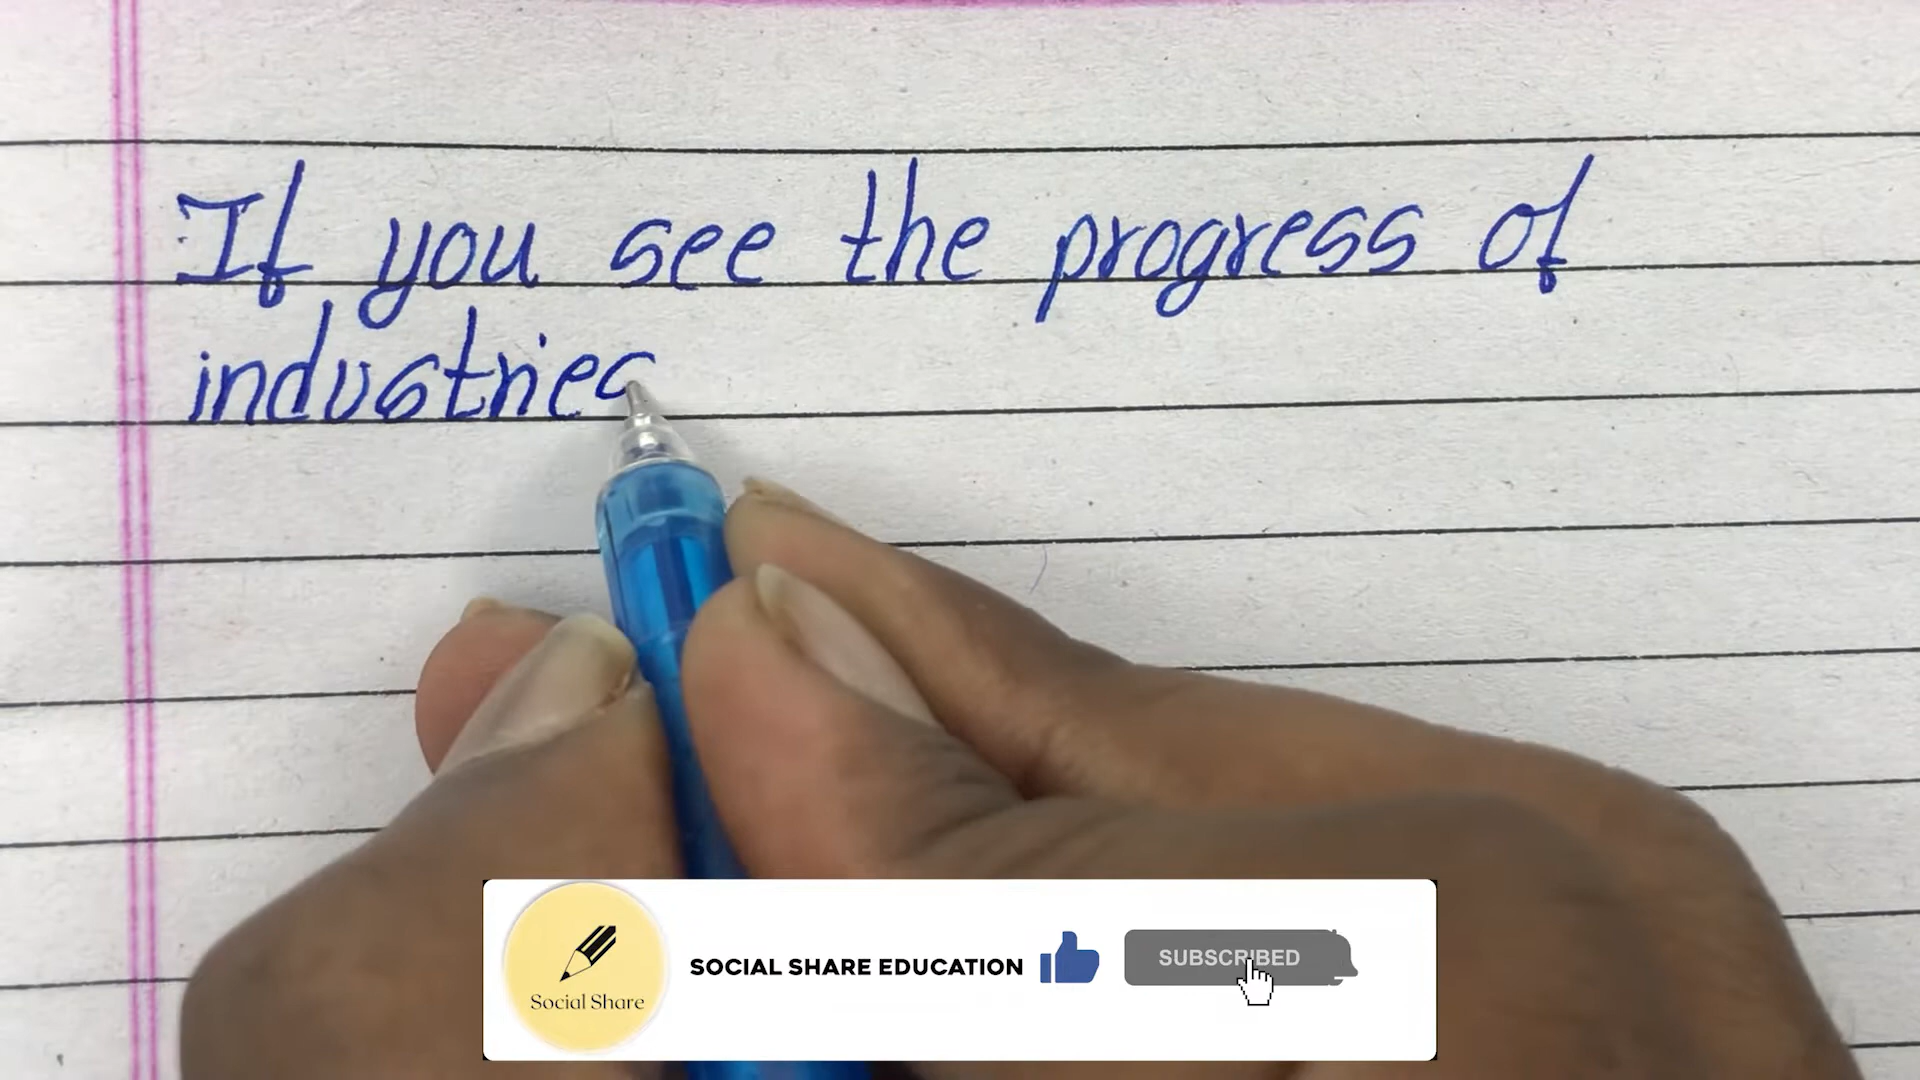 If you see the progress of
industries
Social Share
SOCIAL SHARE EDUCATION
SUBSCRIBED